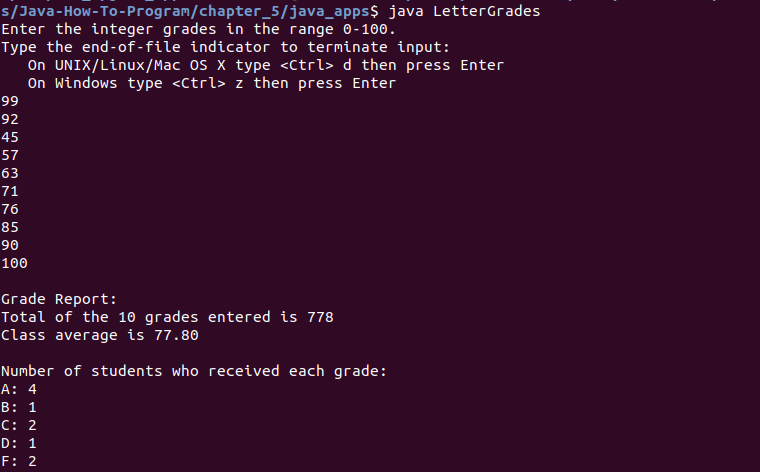 s/Java-How-To-Program/chapter_5/java_apps$ java LetterGrades
Enter the integer grades in the range 0-100.
Type the end-of-file indicator to terminate input:
   On UNIX/Linux/Mac OS X type <Ctrl> d then press Enter
   On Windows type <Ctrl> z then press Enter
99
92
45
57
63
71
76
85
90
100

Grade Report:
Total of the 10 grades entered is 778
Class average is 77.80

Number of students who received each grade:
A: 4
B: 1
C: 2
D: 1
F: 2